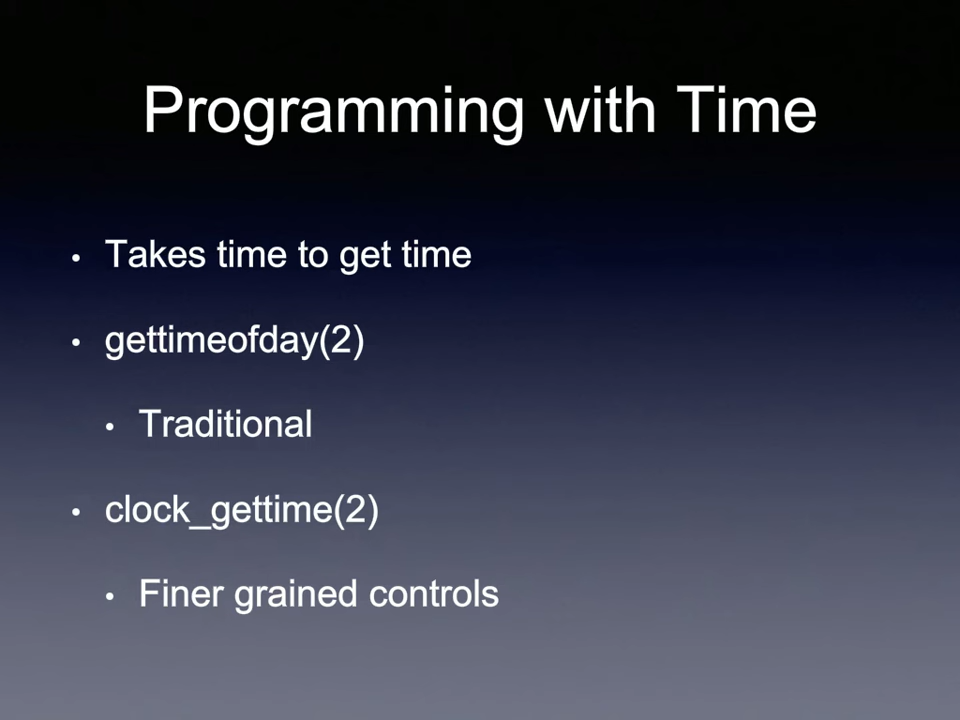 Programming with Time
• Takes time to get time
• gettimeofday(2)
• Traditional
• clock_gettime(2)
• Finer grained controls